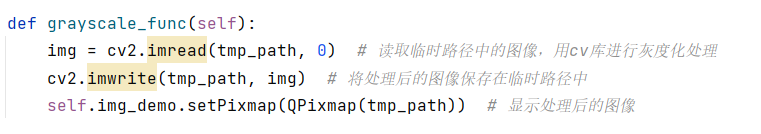 def grayscale_func(self):
    img = cv2.imread(tmp_path, 0)  # 读取临时路径中的图像，用cv库进行灰度化处理
    cv2.imwrite(tmp_path, img)  # 将处理后的图像保存在临时路径中
    self.img_demo.setPixmap(QPixmap(tmp_path))  # 显示处理后的图像